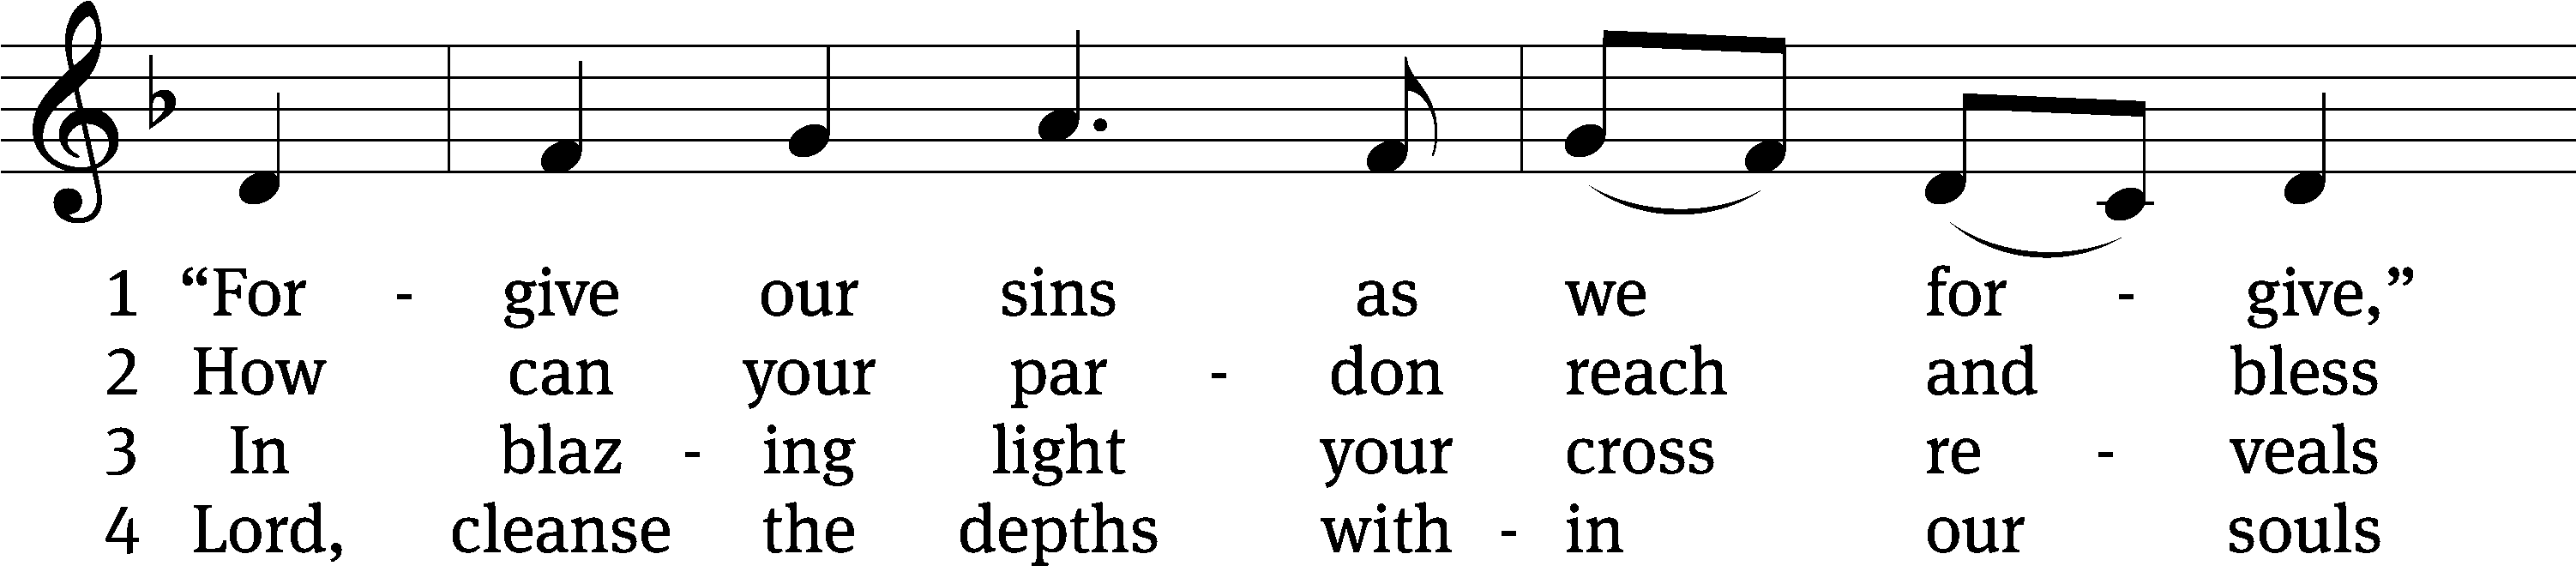 1 “For - give our sins as we for - give,”
2 How can your par - don reach and bless
3 In blaz - ing light your cross re - veals
4 Lord, cleanse the depths with - in our souls